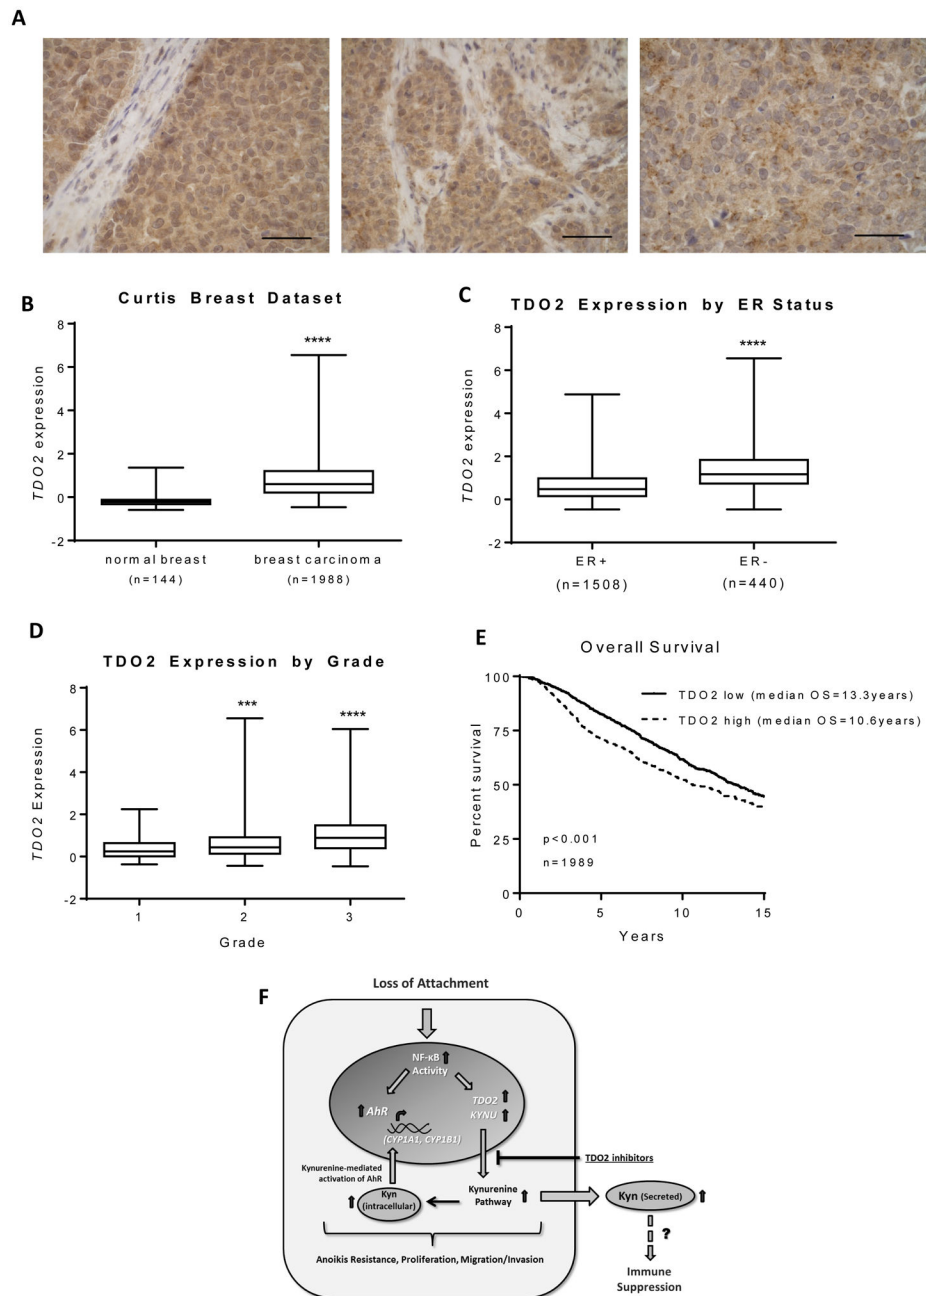 A
B
Curtis Breast Dataset
8
6
4
2
0
-2
TDO2 expression
****
normal breast
(n=144)
breast carcinoma
(n=1988)
C
TDO2 Expression by ER Status
8
6
4
2
0
-2
TDO2 expression
****
ER+
(n=1508)
ER-
(n=440)
D
TDO2 Expression by Grade
8
6
4
2
0
-2
TDO2 Expression
***
****
1
2
3
Grade
E
Overall Survival
100
75
50
25
0
Percent survival
TDO2 low (median OS=13.3years)
TDO2 high (median OS=10.6years)
p<0.001
n=1989
0
5
10
15
Years
F
Loss of Attachment
NF-κB
Activity
AhR
TDO2
KYNU
(CYP1A1, CYP1B1)
Kynurenine-mediated
activation of AhR
TDO2 inhibitors
Kyn
(intracellular)
Kynurenine
Pathway
Kyn (Secreted)
?
Anoikis Resistance, Proliferation, Migration/Invasion
Immune
Suppression